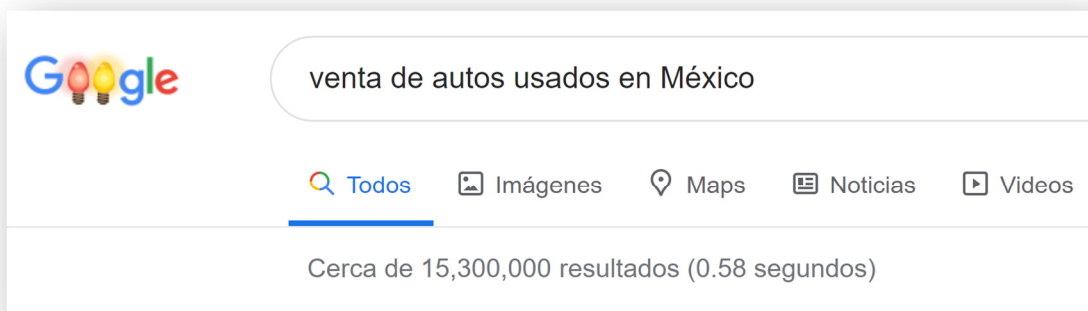 Google
venta de autos usados en México
Todos Imágenes Maps Noticias Videos
Cerca de 15,300,000 resultados (0.58 segundos)